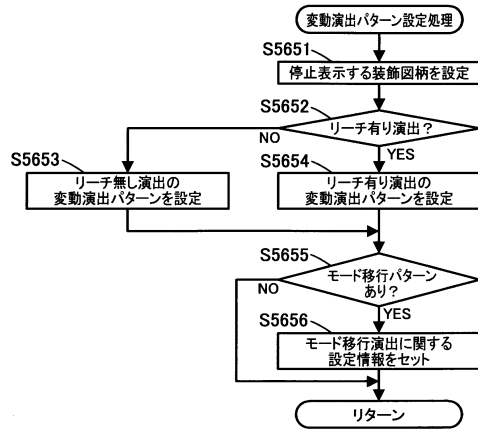 変動演出パターン設定処理
S5651
停止表示する装飾図柄を設定
S5652
リーチ有り演出？
NO
YES
S5653
リーチ無し演出の
変動演出パターンを設定
S5654
リーチ有り演出の
変動演出パターンを設定
S5655
モード移行パターン
あり？
NO
YES
S5656
モード移行演出に関する
設定情報をセット
リターン